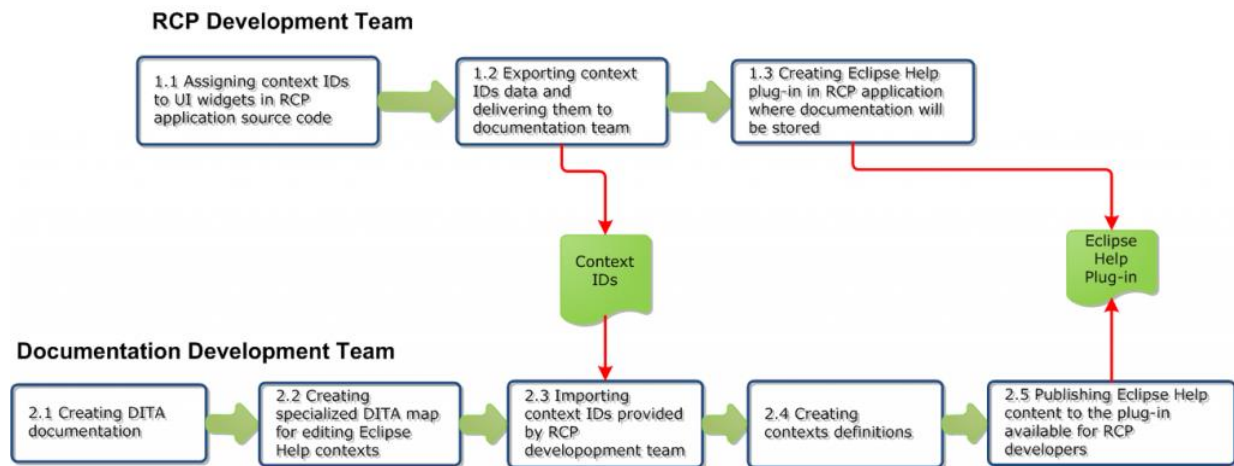 RCP Development Team
1.1 Assigning context IDs
to UI widgets in RCP
application source code
1.2 Exporting context
IDs data and
delivering them to
documentation team
1.3 Creating Eclipse Help
plug-in in RCP application
where documentation will
be stored
Context
IDs
Eclipse
Help
Plug-in
Documentation Development Team
2.1 Creating DITA
documentation
2.2 Creating
specialized DITA map
for editing Eclipse
Help contexts
2.3 Importing
context IDs provided
by RCP
developopment team
2.4 Creating
contexts definitions
2.5 Publishing Eclipse Help
content to the plug-in
available for RCP
developers